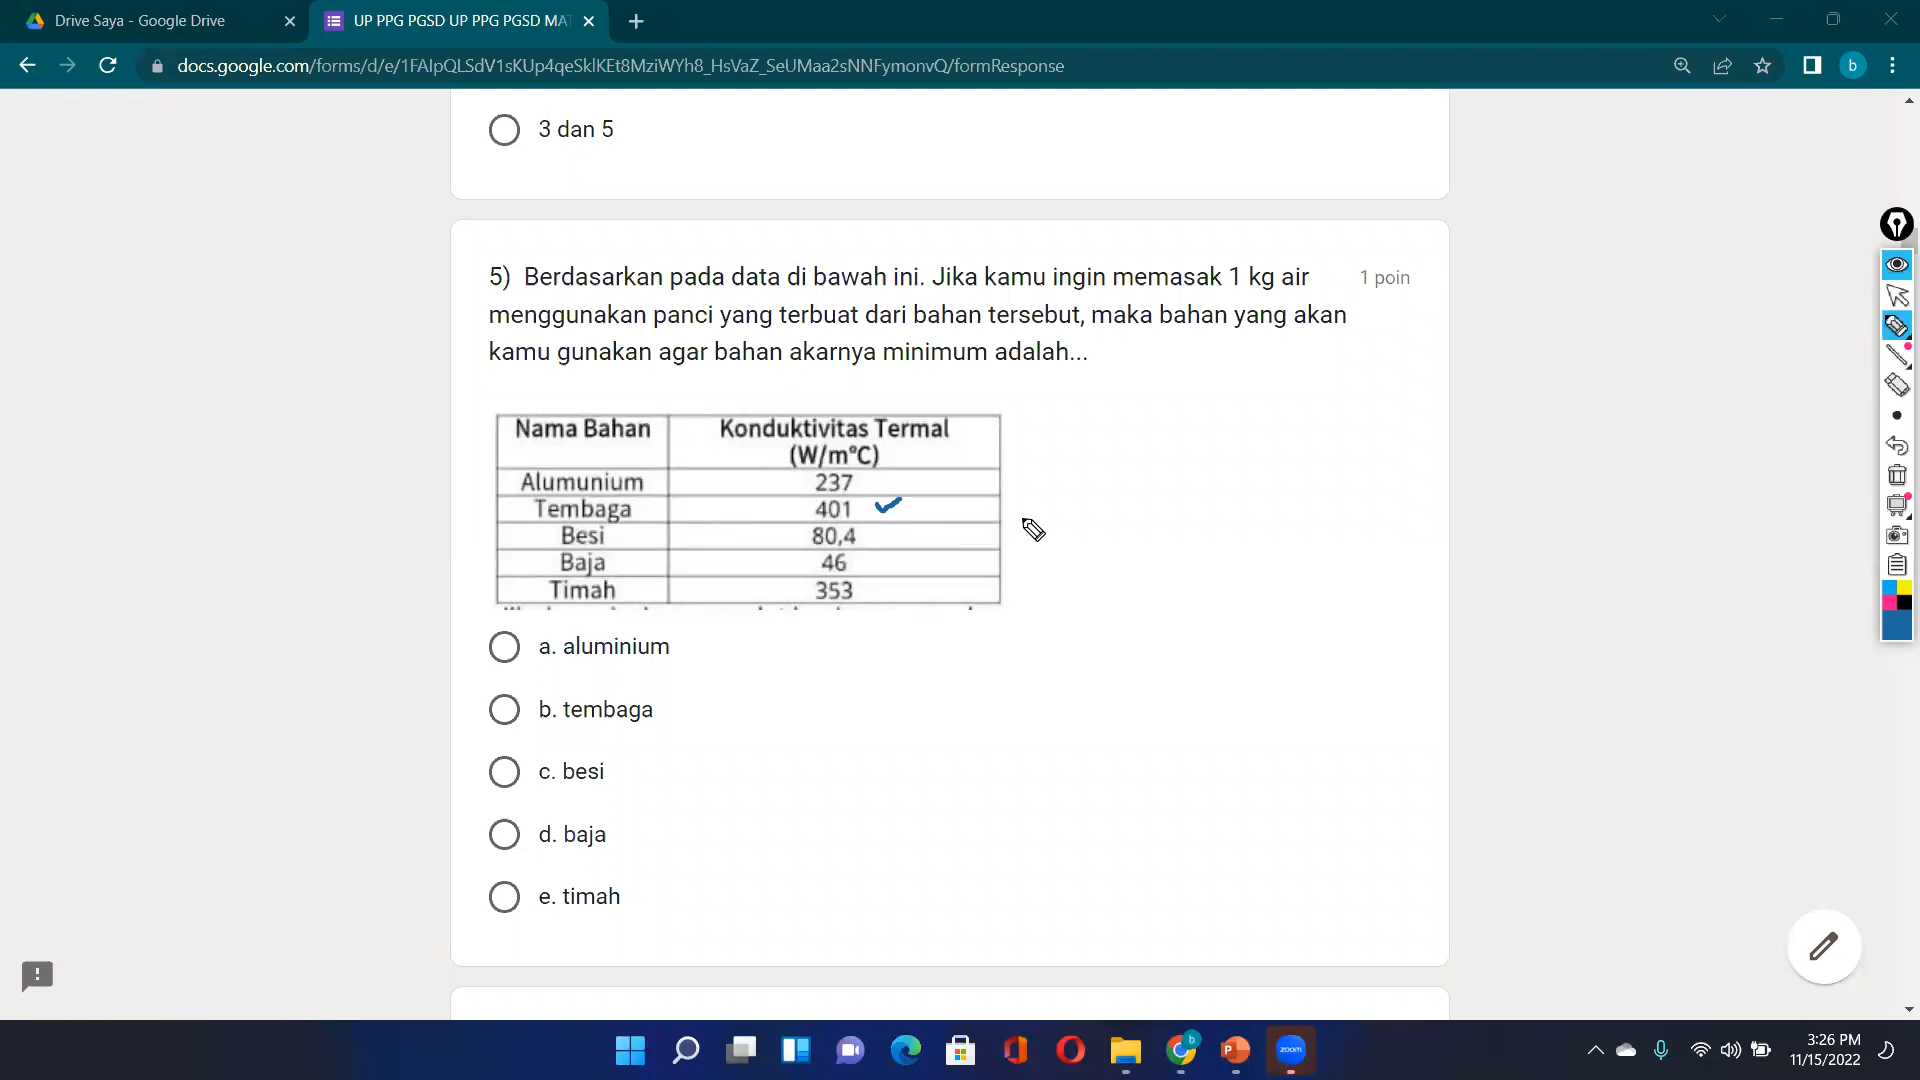 Drive Saya - Google Drive
UP PPG PGSD UP PPG PGSD MAT
docs.google.com/forms/d/e/1FAIpQLSdV1sKUp4qeSklKEt8MziWYh8_HsVaZ_SeUMaa2sNNFymonvQ/formResponse
b
3 dan 5
5) Berdasarkan pada data di bawah ini. Jika kamu ingin memasak 1 kg air
1 poin
menggunakan panci yang terbuat dari bahan tersebut, maka bahan yang akan
kamu gunakan agar bahan akarnya minimum adalah...
Nama Bahan Konduktivitas Termal
(W/m°C)
Alumunium 237
Tembaga 401
Besi 80,4
Baja 46
Timah 353
a. aluminium
b. tembaga
c. besi
d. baja
e. timah
b
P
zoom
3:26 PM
11/15/2022